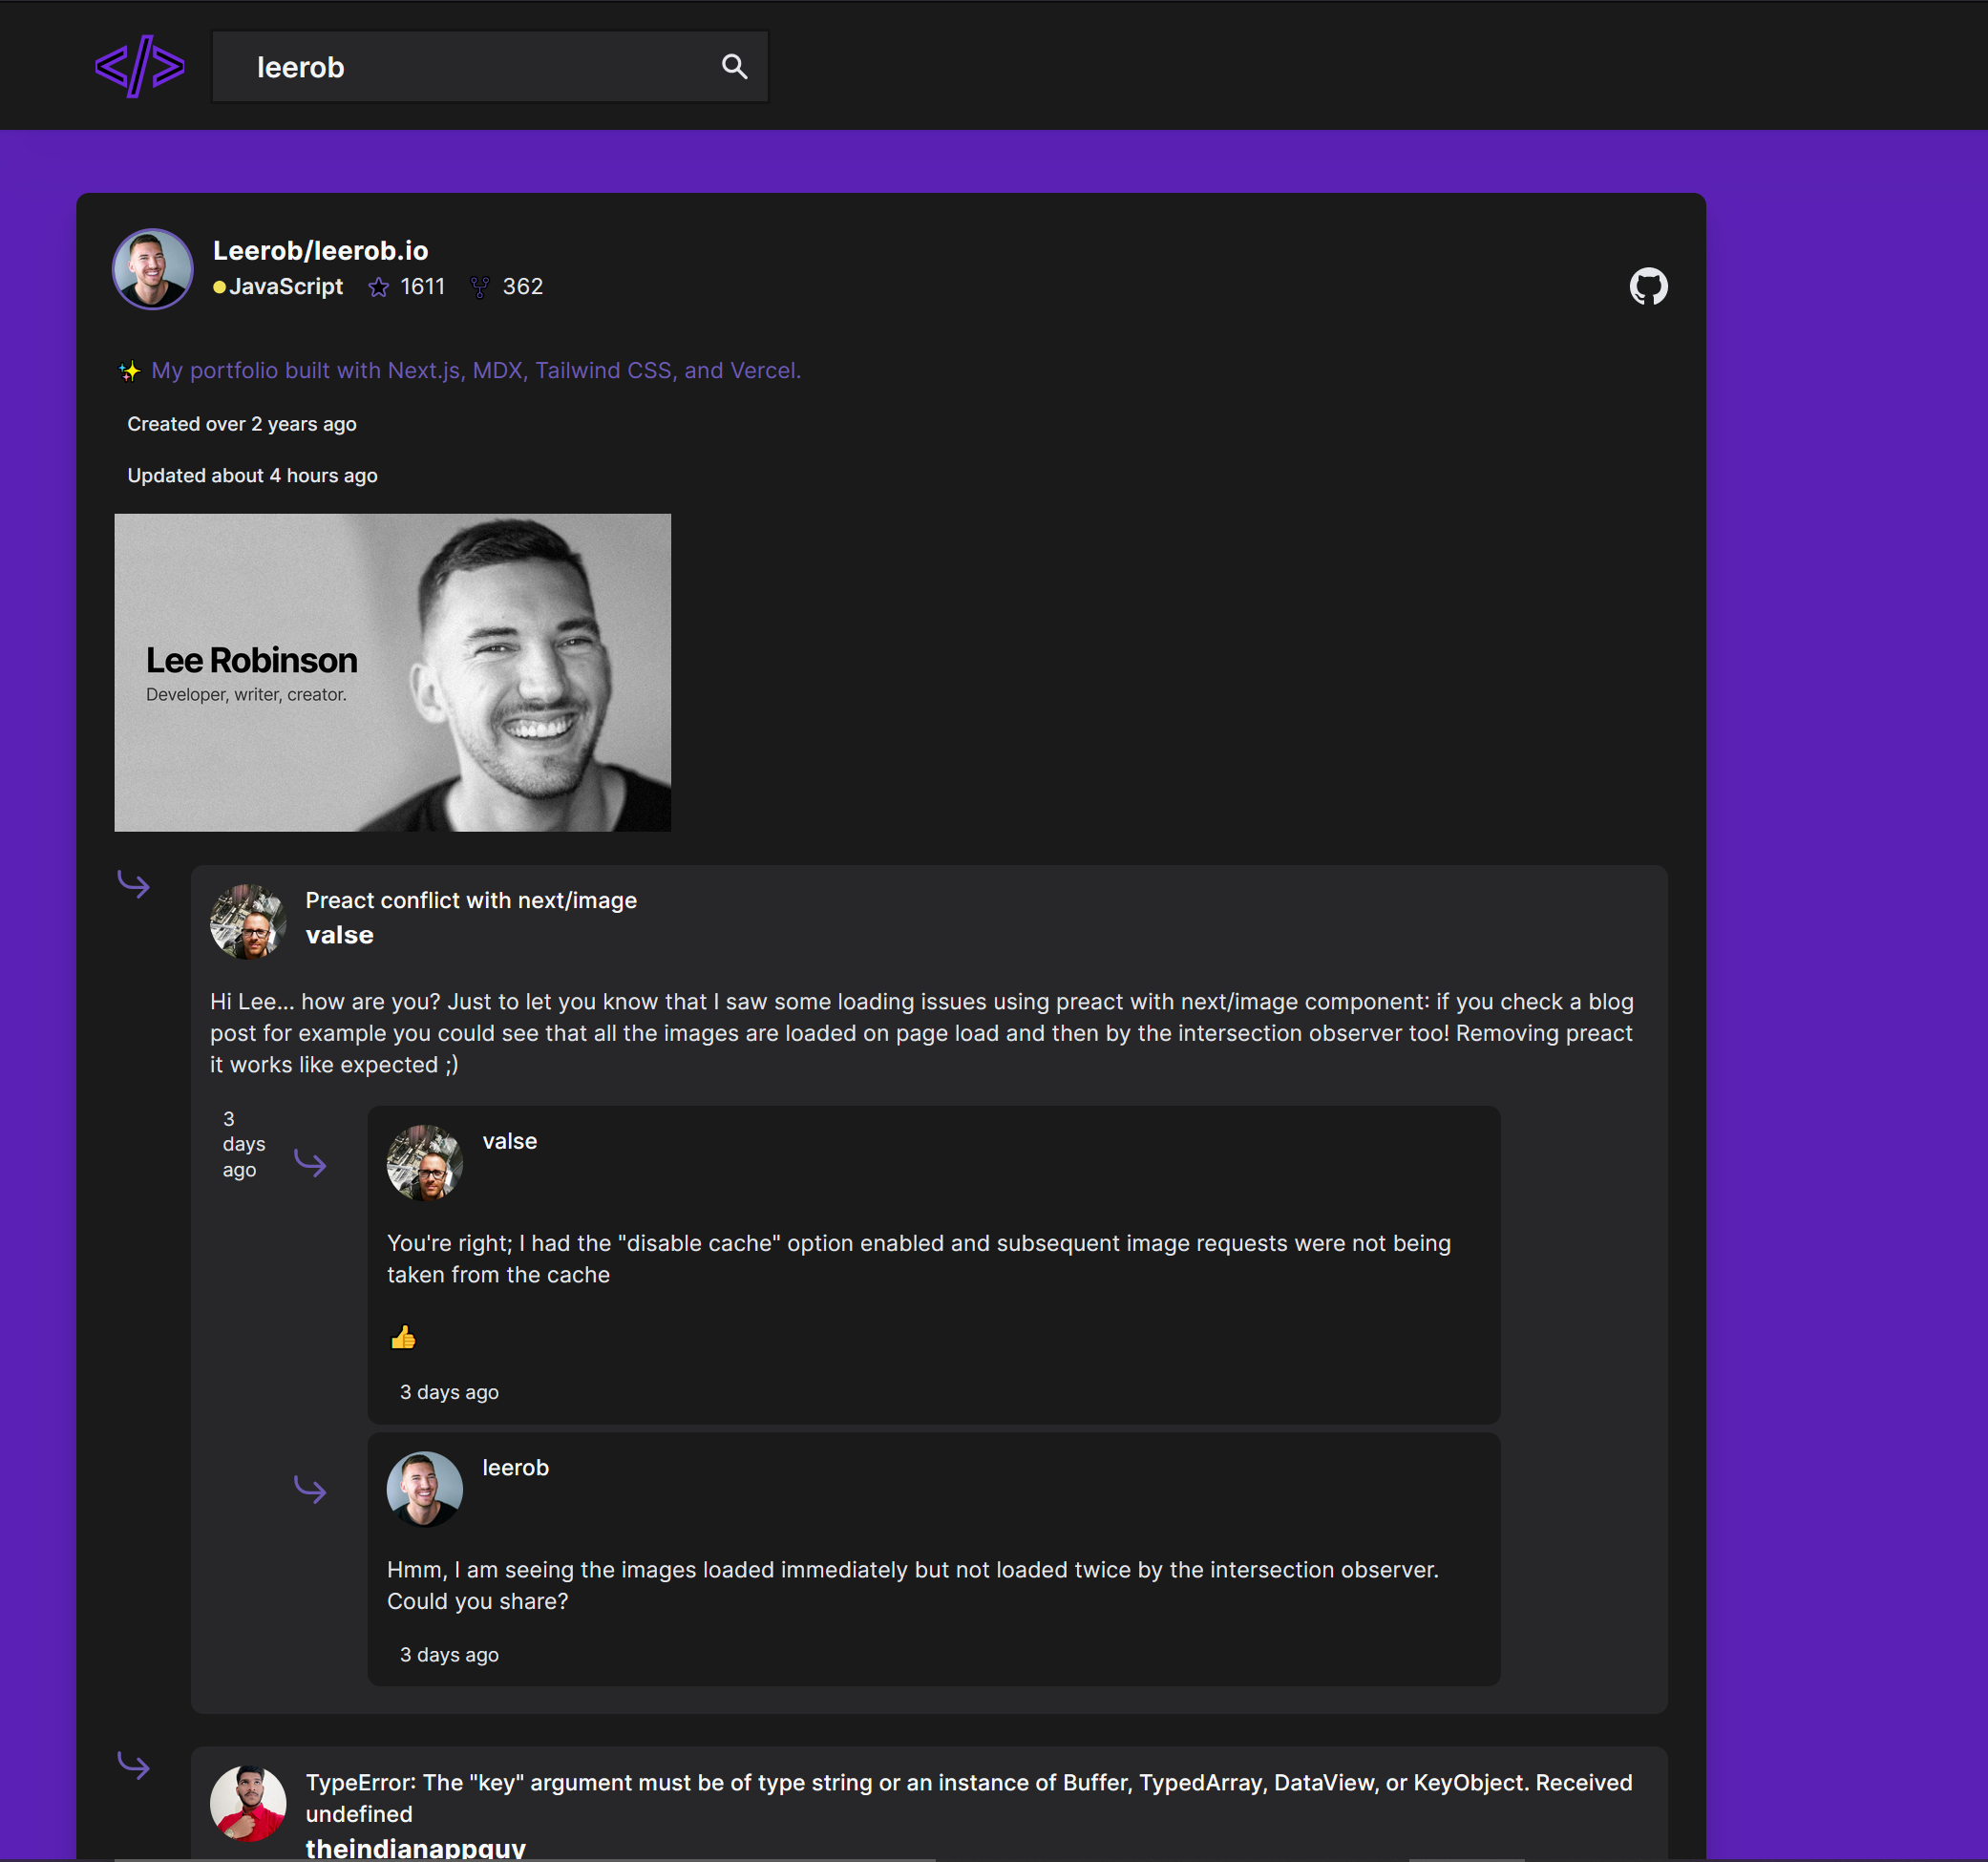 </>
leerob
Leerob/leerob.io
JavaScript 1611 362
✨ My portfolio built with Next.js, MDX, Tailwind CSS, and Vercel.
Created over 2 years ago
Updated about 4 hours ago
Lee Robinson
Developer, writer, creator.
Preact conflict with next/image
valse
Hi Lee... how are you? Just to let you know that I saw some loading issues using preact with next/image component: if you check a blog
post for example you could see that all the images are loaded on page load and then by the intersection observer too! Removing preact
it works like expected ;)
3
days
ago
valse
You're right; I had the "disable cache" option enabled and subsequent image requests were not being
taken from the cache
👍
3 days ago
leerob
Hmm, I am seeing the images loaded immediately but not loaded twice by the intersection observer.
Could you share?
3 days ago
TypeError: The "key" argument must be of type string or an instance of Buffer, TypedArray, DataView, or KeyObject. Received
undefined
theindianappguy